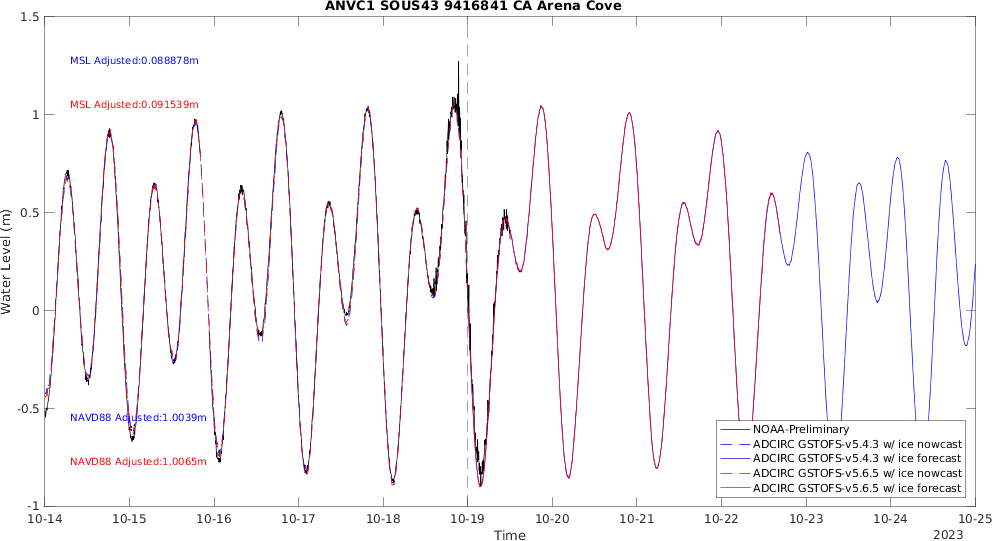 ANVC1 SOUS43 9416841 CA Arena Cove
1.5
MSL Adjusted:0.088878m
MSL Adjusted:0.091539m
1
0.5
Water Level (m)
0
-0.5
NAVD88 Adjusted:1.0039m
NAVD88 Adjusted:1.0065m
-1
NOAA-Preliminary
ADCIRC GSTOFS-v5.4.3 w/ ice nowcast
ADCIRC GSTOFS-v5.4.3 w/ ice forecast
ADCIRC GSTOFS-v5.6.5 w/ ice nowcast
ADCIRC GSTOFS-v5.6.5 w/ ice forecast
10-14 10-15 10-16 10-17 10-18 10-19 10-20 10-21 10-22 10-23 10-24 10-25
Time
2023